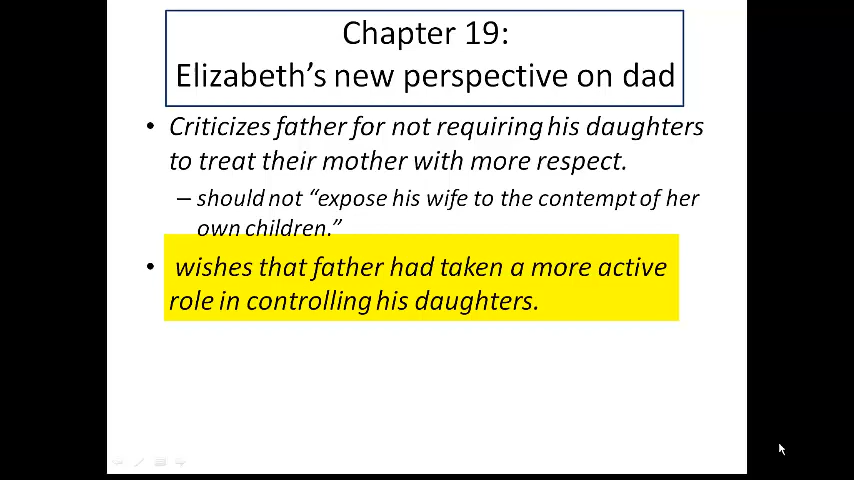 Chapter 19:
Elizabeth’s new perspective on dad
• Criticizes father for not requiring his daughters
to treat their mother with more respect.
– should not “expose his wife to the contempt of her
own children.”
• wishes that father had taken a more active
role in controlling his daughters.